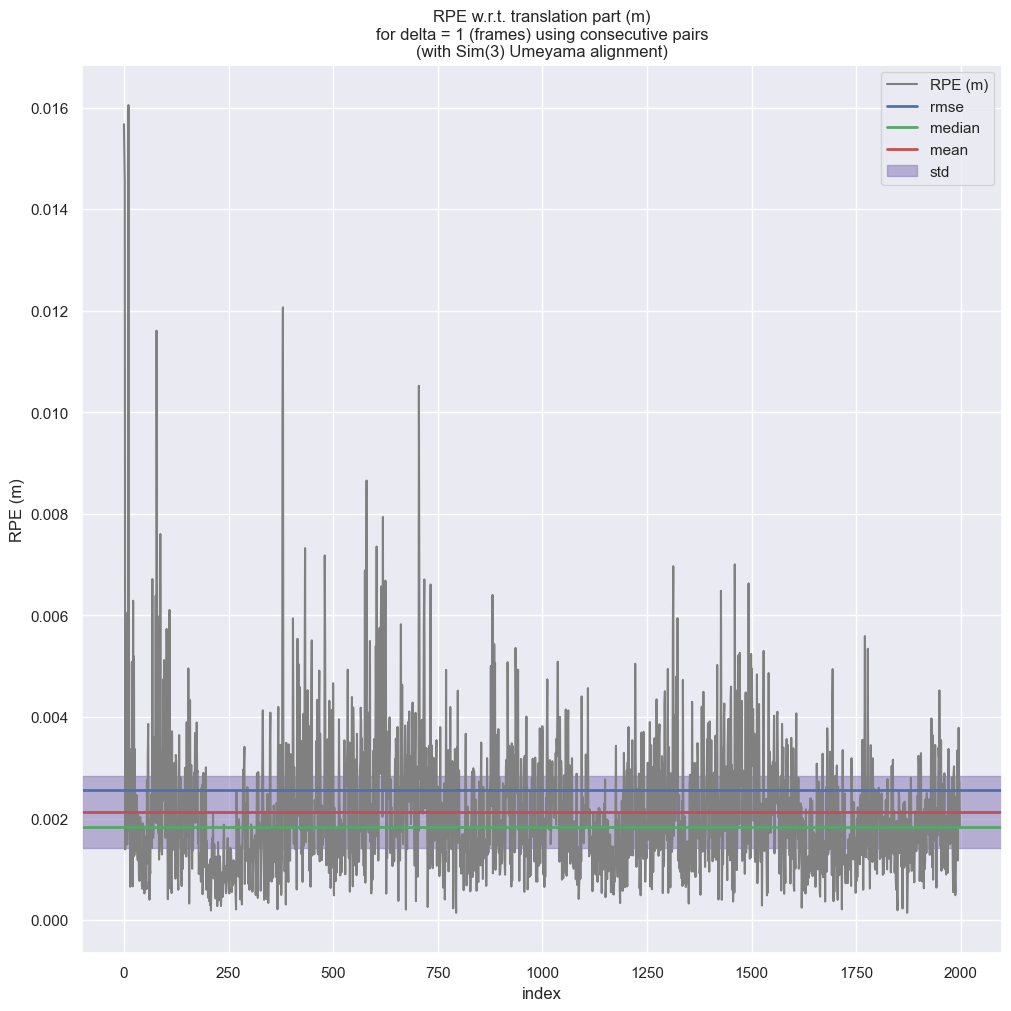 RPE w.r.t. translation part (m)
for delta = 1 (frames) using consecutive pairs
(with Sim(3) Umeyama alignment)
RPE (m)
rmse
median
mean
std
0.016
0.014
0.012
0.010
0.008
0.006
0.004
0.002
0.000
RPE (m)
0
250
500
750
1000
1250
1500
1750
2000
index